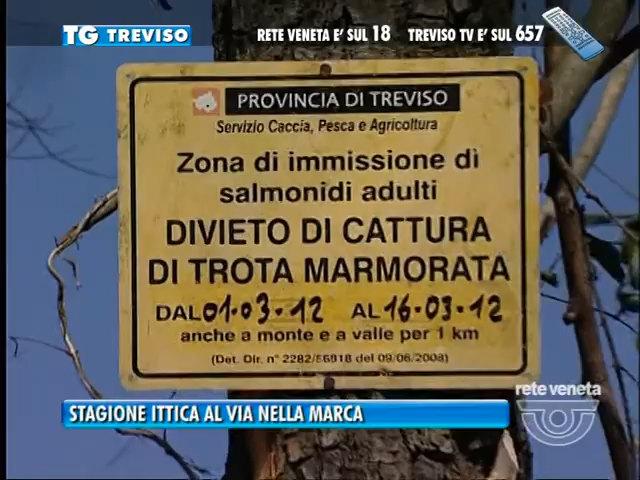 TG TREVISO
RETE VENETA E' SUL 18 TREVISO TV E' SUL 657
PROVINCIA DI TREVISO
Servizio Caccia, Pesca e Agricoltura
Zona di immissione di
salmonidi adulti
DIVIETO DI CATTURA
DI TROTA MARMORATA
DAL 01-03-12 AL 16-03-12
anche a monte e a valle per 1 km
(Det. Dir. n° 2282/56818 del 09/06/2008)
STAGIONE ITTICA AL VIA NELLA MARCA
rete veneta